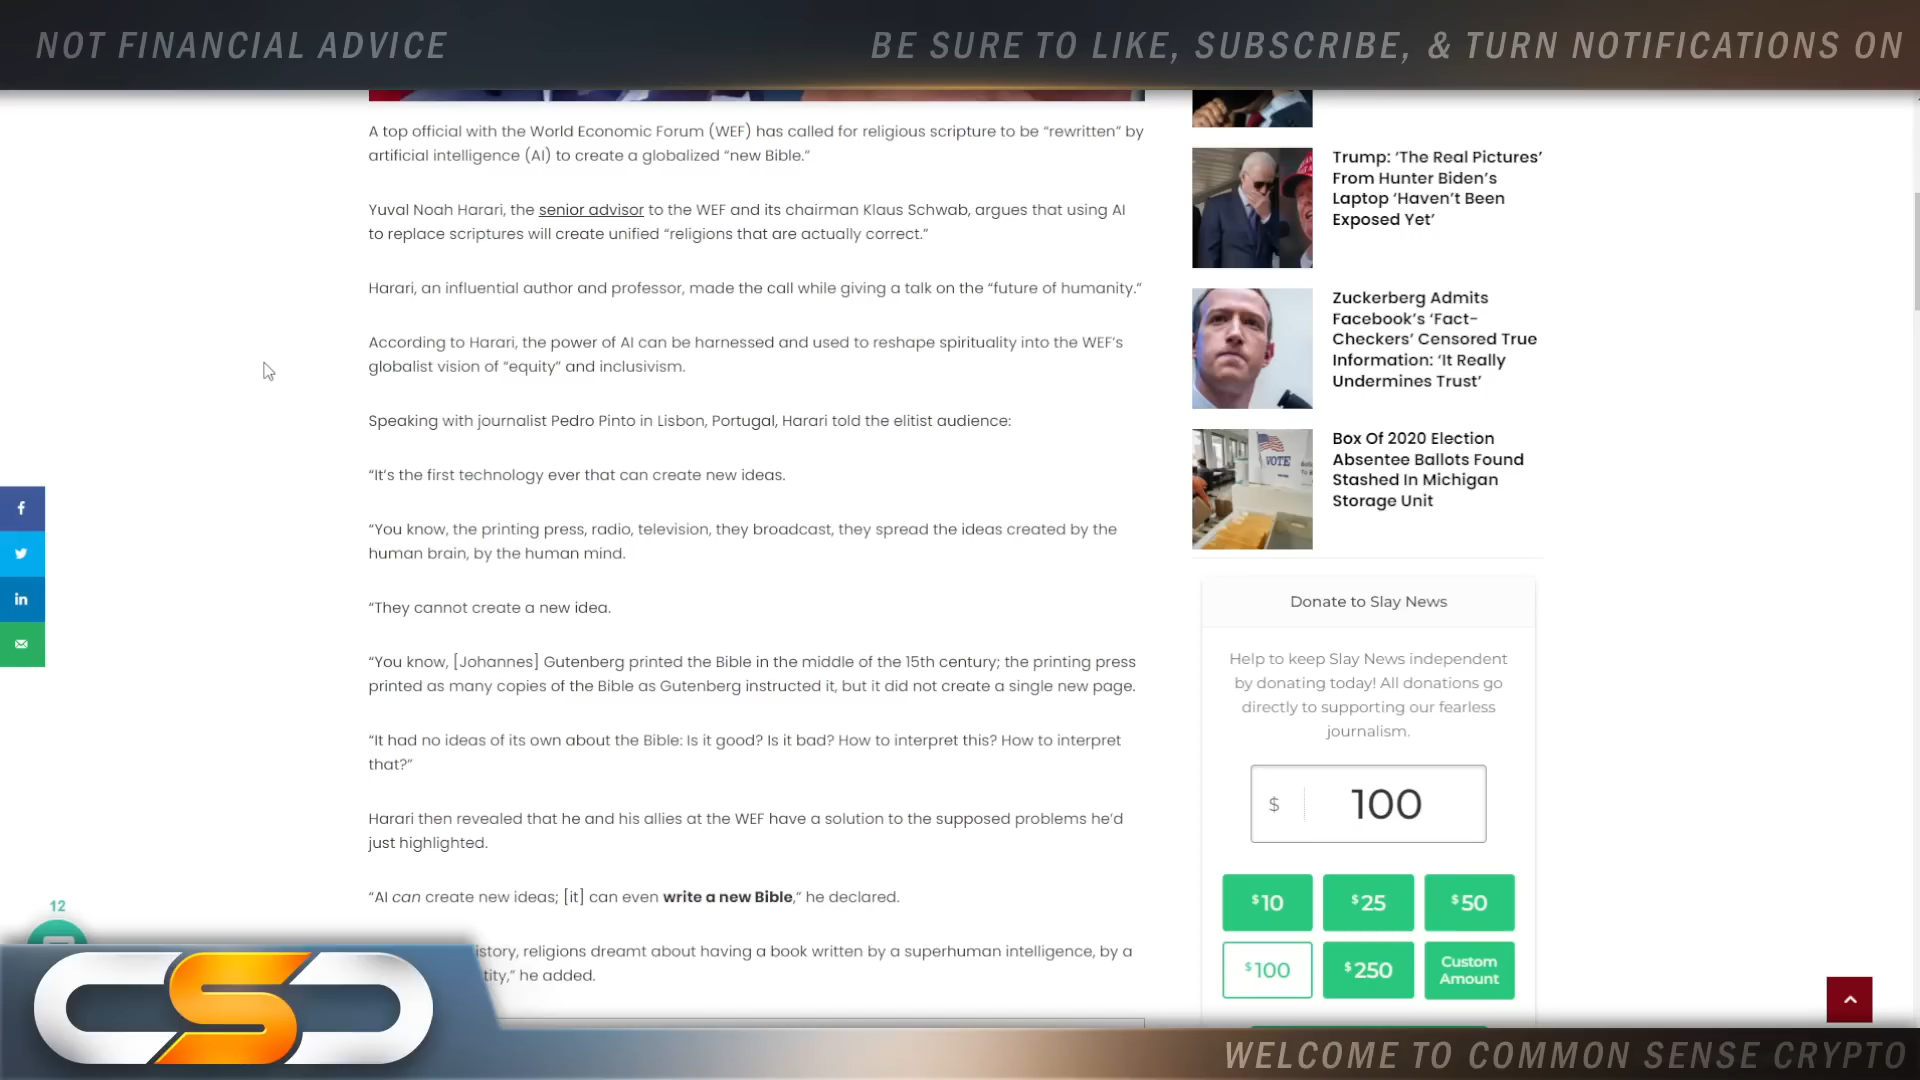 NOT FINANCIAL ADVICE
BE SURE TO LIKE, SUBSCRIBE, & TURN NOTIFICATIONS ON
A top official with the World Economic Forum (WEF) has called for religious scripture to be “rewritten” by
artificial intelligence (AI) to create a globalized “new Bible.”
Yuval Noah Harari, the senior advisor to the WEF and its chairman Klaus Schwab, argues that using AI
to replace scriptures will create unified “religions that are actually correct.”
Harari, an influential author and professor, made the call while giving a talk on the “future of humanity.”
According to Harari, the power of AI can be harnessed and used to reshape spirituality into the WEF’s
globalist vision of “equity” and inclusivism.
Speaking with journalist Pedro Pinto in Lisbon, Portugal, Harari told the elitist audience:
“It’s the first technology ever that can create new ideas.
“You know, the printing press, radio, television, they broadcast, they spread the ideas created by the
human brain, by the human mind.
“They cannot create a new idea.
“You know, [Johannes] Gutenberg printed the Bible in the middle of the 15th century; the printing press
printed as many copies of the Bible as Gutenberg instructed it, but it did not create a single new page.
“It had no ideas of its own about the Bible: Is it good? Is it bad? How to interpret this? How to interpret
that?”
Harari then revealed that he and his allies at the WEF have a solution to the supposed problems he’d
just highlighted.
“AI can create new ideas; [it] can even write a new Bible,” he declared.
istory, religions dreamt about having a book written by a superhuman intelligence, by a
tity,” he added.
Trump: ‘The Real Pictures’
From Hunter Biden’s
Laptop ‘Haven’t Been
Exposed Yet’
Zuckerberg Admits
Facebook’s ‘Fact-
Checkers’ Censored True
Information: ‘It Really
Undermines Trust’
VOTE
Box Of 2020 Election
Absentee Ballots Found
Stashed In Michigan
Storage Unit
Donate to Slay News
Help to keep Slay News independent
by donating today! All donations go
directly to supporting our fearless
journalism.
$ 100
$10 $25 $50
$100 $250 Custom
Amount
f
in
12
CSC
WELCOME TO COMMON SENSE CRYPTO